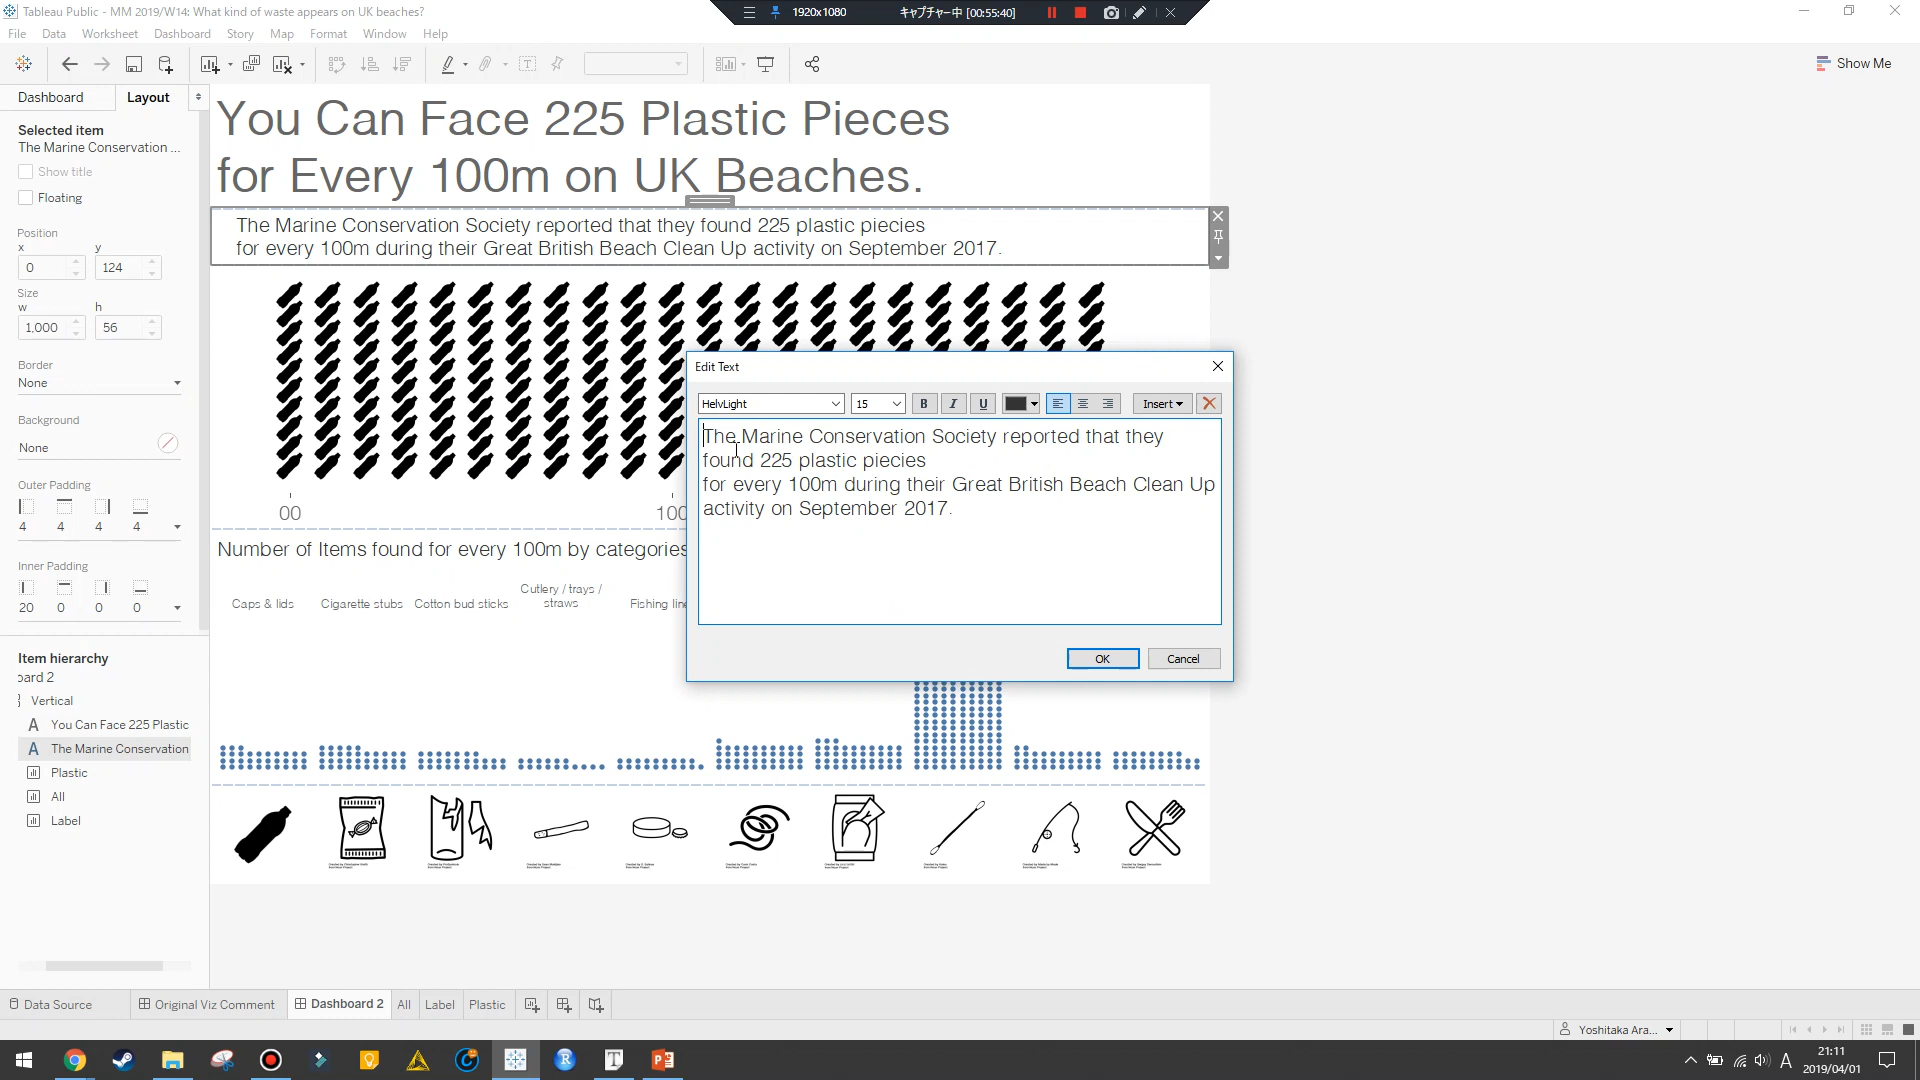 Tableau Public - MM 2019/W14: What kind of waste appears on UK beaches?
1920x1080
キャプチャー中 [00:55:40]
File Data Worksheet Dashboard Story Map Format Window Help
Show Me
Dashboard Layout
Selected item
The Marine Conservation ...
Show title
Floating
Position
x y
0 124
Size
w h
1,000 56
Border
None
Background
None
Outer Padding
4 4 4 4
Inner Padding
20 0 0 0
Item hierarchy
oard 2
Vertical
You Can Face 225 Plastic
The Marine Conservation
Plastic
All
Label
You Can Face 225 Plastic Pieces
for Every 100m on UK Beaches.
The Marine Conservation Society reported that they found 225 plastic piecies
for every 100m during their Great British Beach Clean Up activity on September 2017.
00 100
Number of Items found for every 100m by categories
Caps & lids
Cigarette stubs
Cotton bud sticks
Cutlery / trays /
straws
Fishing line
Edit Text
HelvLight 15 B I U Insert
The Marine Conservation Society reported that they
found 225 plastic piecies
for every 100m during their Great British Beach Clean Up
activity on September 2017.
OK Cancel
Data Source Original Viz Comment Dashboard 2 All Label Plastic
Yoshitaka Ara...
A
21:11
2019/04/01